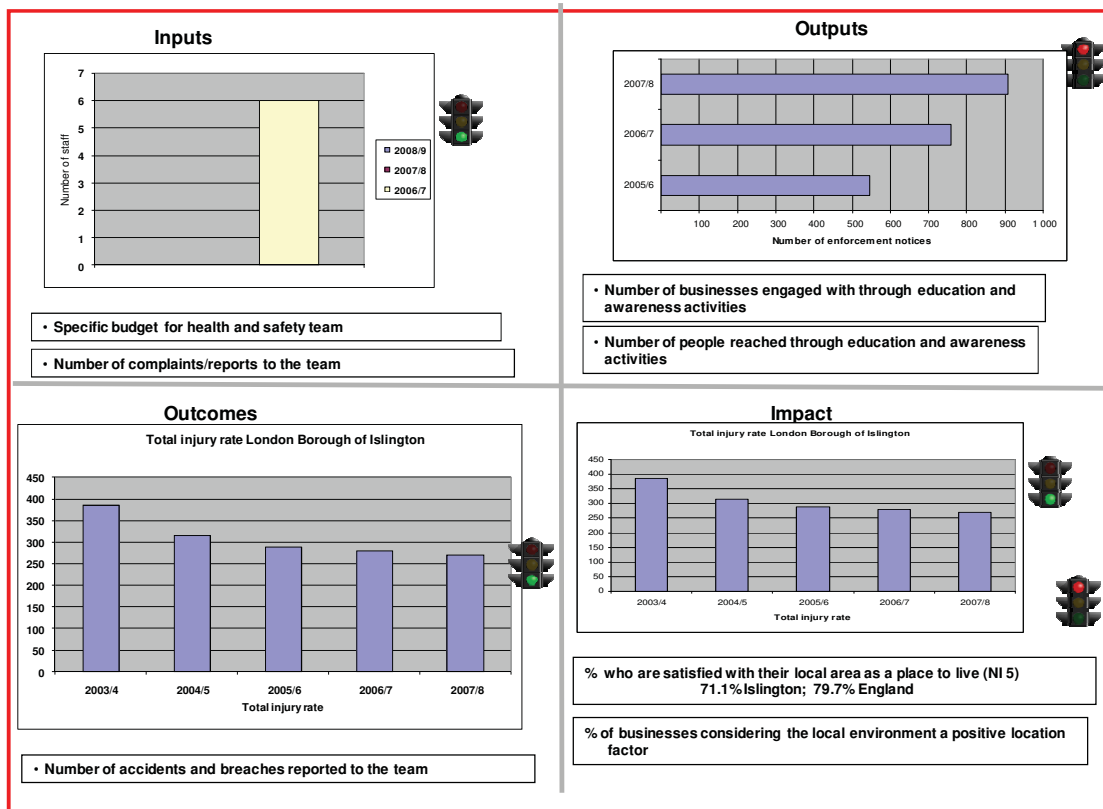 Inputs
7
6
5
4
3
2
1
0
Number of staff
2008/9
2007/8
2006/7
• Specific budget for health and safety team
• Number of complaints/reports to the team
Outputs
2007/8
2006/7
2005/6
100 200 300 400 500 600 700 800 900 1 000
Number of enforcement notices
• Number of businesses engaged with through education and
awareness activities
• Number of people reached through education and awareness
activities
Outcomes
Total injury rate London Borough of Islington
450
400
350
300
250
200
150
100
50
0
2003/4 2004/5 2005/6 2006/7 2007/8
Total injury rate
• Number of accidents and breaches reported to the team
Impact
Total injury rate London Borough of Islington
450
400
350
300
250
200
150
100
50
0
2003/4 2004/5 2005/6 2006/7 2007/8
Total injury rate
% who are satisfied with their local area as a place to live (NI 5)
71.1% Islington; 79.7% England
% of businesses considering the local environment a positive location
factor